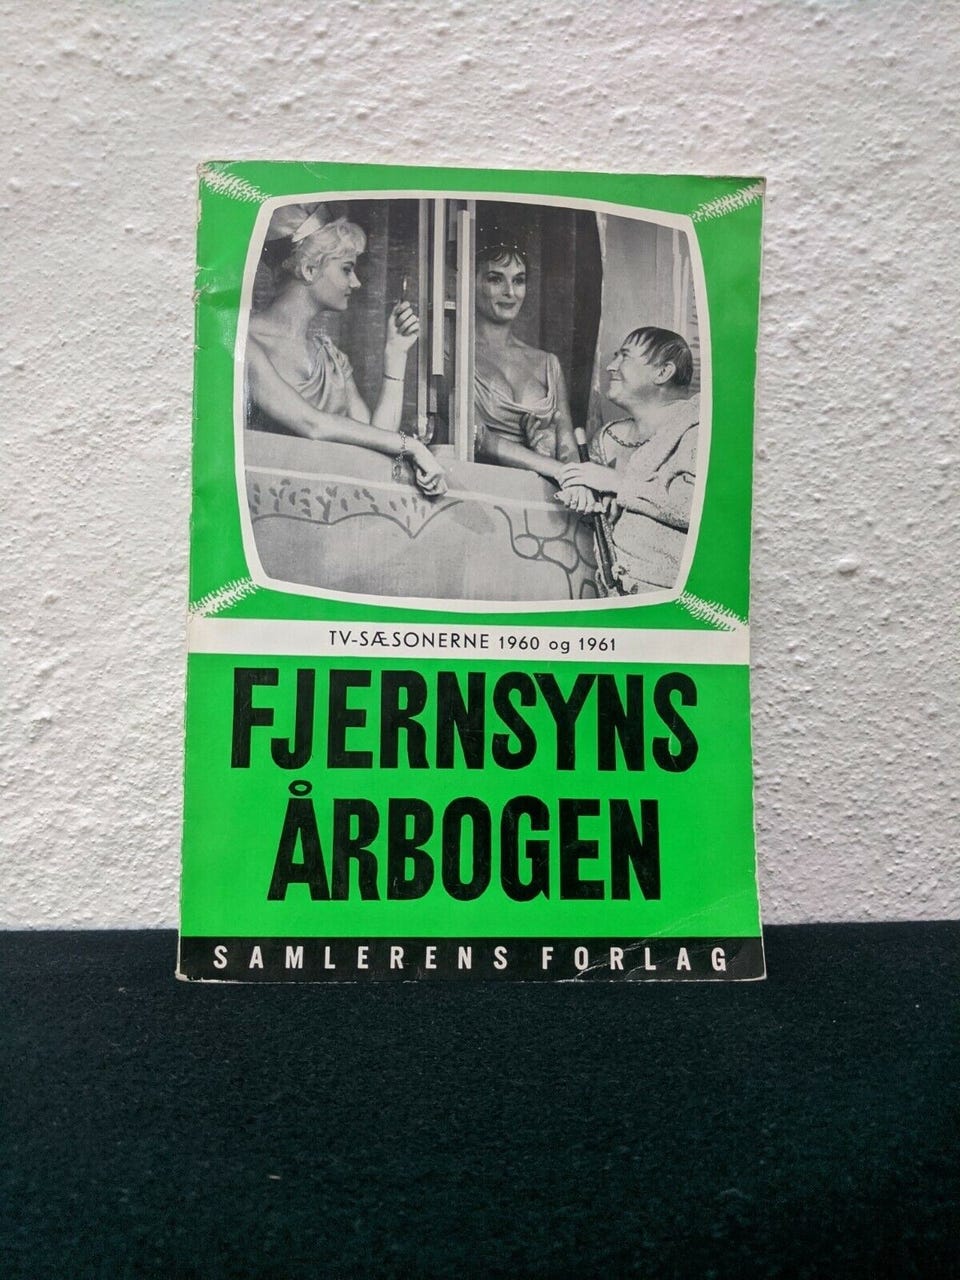 TV-SÆSONERNE 1960 og 1961
FJERNSYNS
ÅRBOGEN
SAMLERENS FORLAG